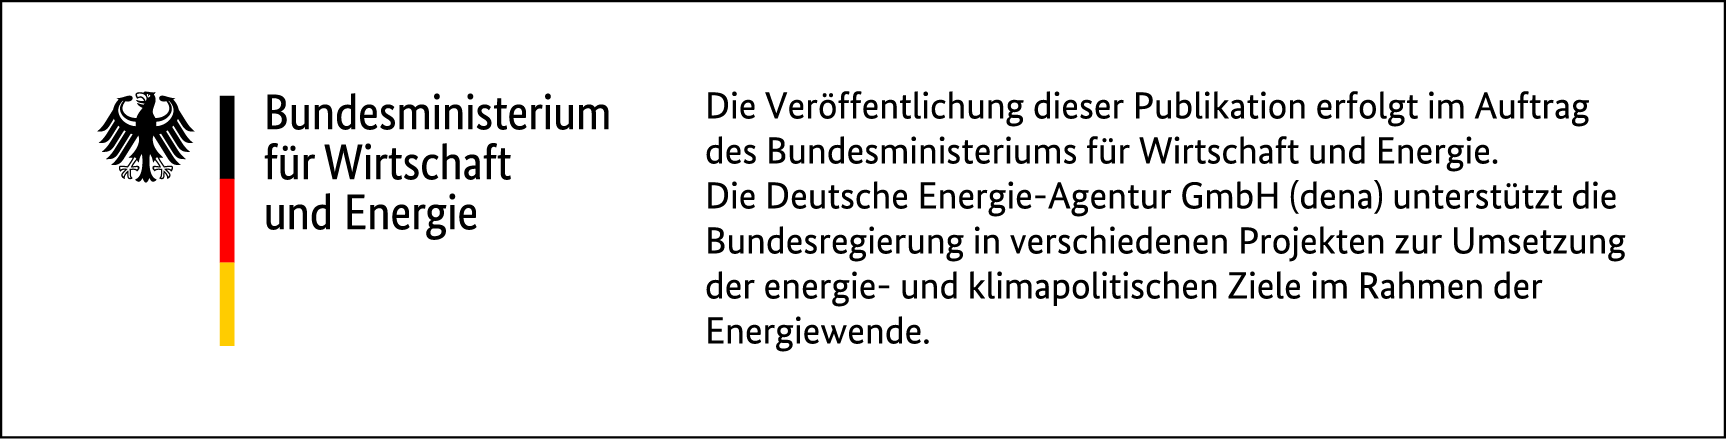 Bundesministerium
für Wirtschaft
und Energie
Die Veröffentlichung dieser Publikation erfolgt im Auftrag
des Bundesministeriums für Wirtschaft und Energie.
Die Deutsche Energie-Agentur GmbH (dena) unterstützt die
Bundesregierung in verschiedenen Projekten zur Umsetzung
der energie- und klimapolitischen Ziele im Rahmen der
Energiewende.